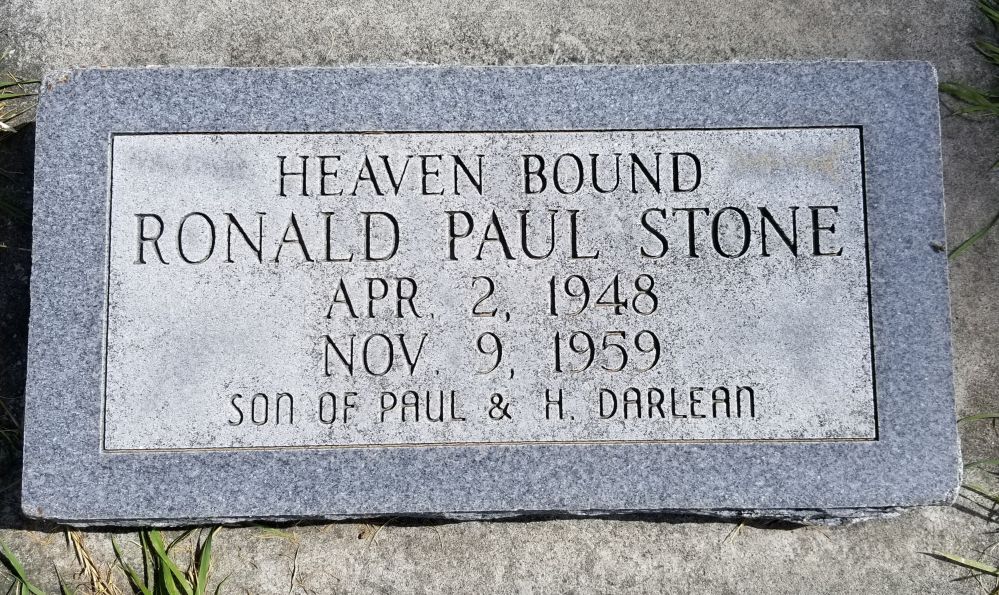 HEAVEN BOUND
RONALD PAUL STONE
APR. 2, 1948
NOV. 9, 1959
SON OF PAUL & H. DARLEAN